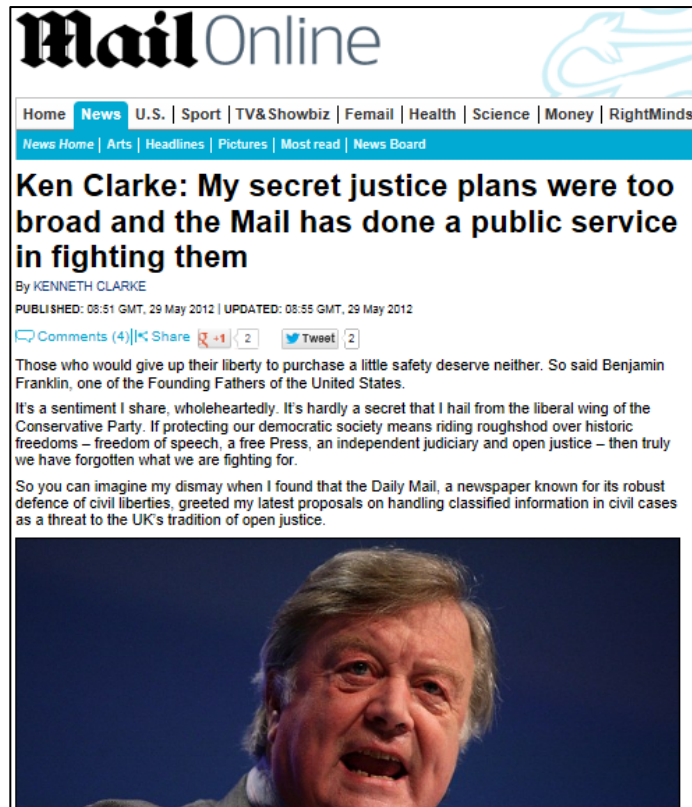 Mail Online
Home News U.S. Sport TV&Showbiz Femail Health Science Money RightMinds
News Home Arts Headlines Pictures Most read News Board
Ken Clarke: My secret justice plans were too
broad and the Mail has done a public service
in fighting them
By KENNETH CLARKE
PUBLISHED: 08:51 GMT, 29 May 2012 | UPDATED: 08:55 GMT, 29 May 2012
Comments (4) Share +1 2 Tweet 2
Those who would give up their liberty to purchase a little safety deserve neither. So said Benjamin
Franklin, one of the Founding Fathers of the United States.
It's a sentiment I share, wholeheartedly. It's hardly a secret that I hail from the liberal wing of the
Conservative Party. If protecting our democratic society means riding roughshod over historic
freedoms – freedom of speech, a free Press, an independent judiciary and open justice – then truly
we have forgotten what we are fighting for.
So you can imagine my dismay when I found that the Daily Mail, a newspaper known for its robust
defence of civil liberties, greeted my latest proposals on handling classified information in civil cases
as a threat to the UK's tradition of open justice.